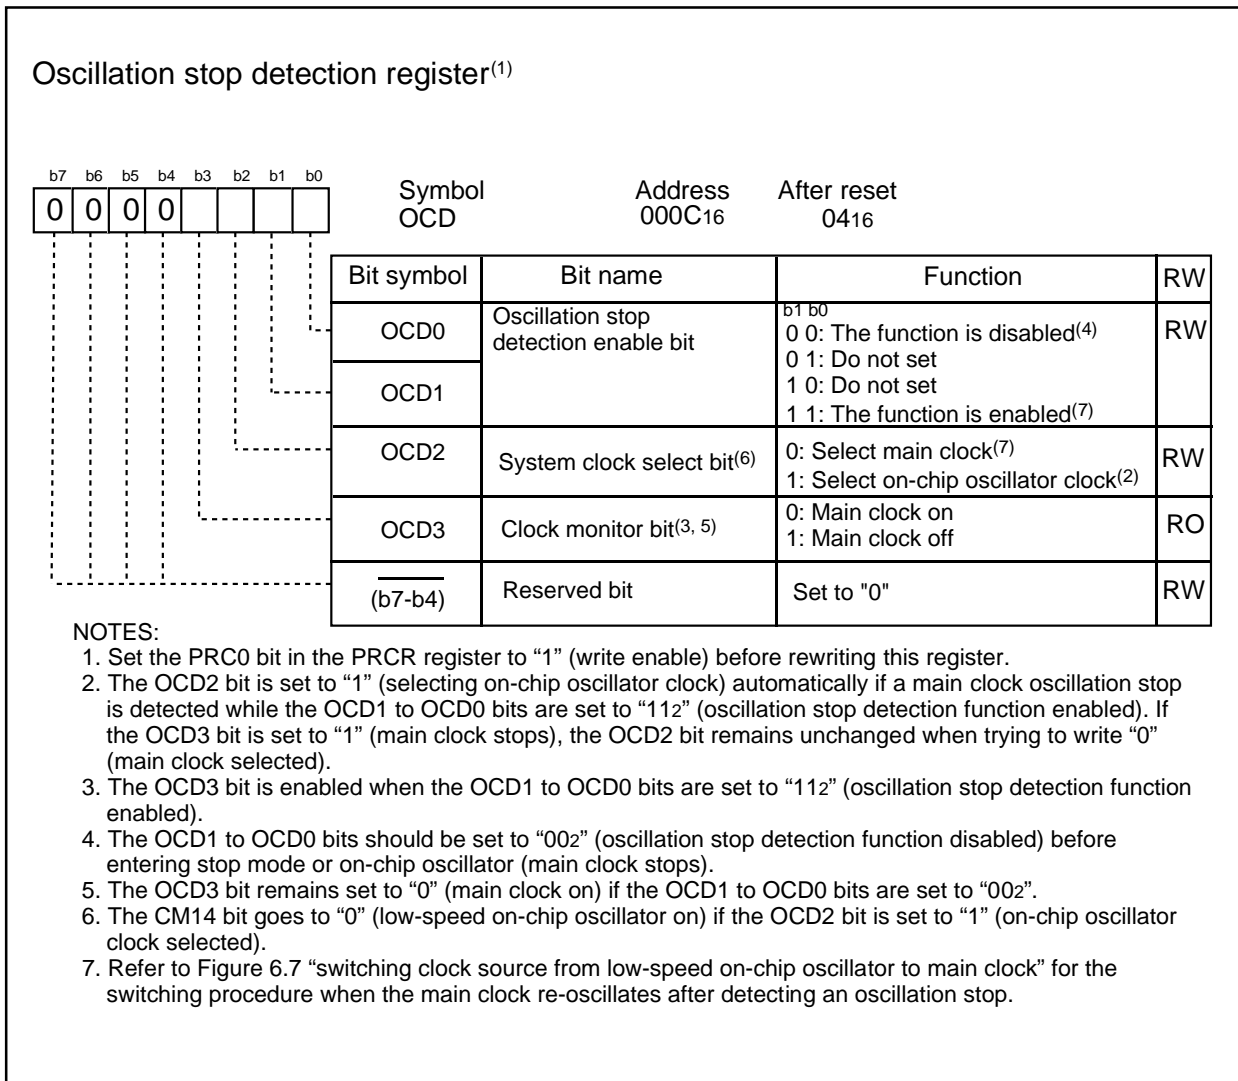 Oscillation stop detection register(1)
b7 b6 b5 b4 b3 b2 b1 b0
0 0 0 0
Symbol Address After reset
OCD 000C16 0416
Bit symbol Bit name Function RW
OCD0 Oscillation stop detection enable bit b1 b0 RW
0 0: The function is disabled(4)
0 1: Do not set
OCD1 1 0: Do not set
1 1: The function is enabled(7)
OCD2 System clock select bit(6) 0: Select main clock(7) RW
1: Select on-chip oscillator clock(2)
OCD3 Clock monitor bit(3, 5) 0: Main clock on RO
1: Main clock off
(b7-b4) Reserved bit Set to "0" RW
NOTES:
1. Set the PRC0 bit in the PRCR register to “1” (write enable) before rewriting this register.
2. The OCD2 bit is set to “1” (selecting on-chip oscillator clock) automatically if a main clock oscillation stop
is detected while the OCD1 to OCD0 bits are set to “112” (oscillation stop detection function enabled). If
the OCD3 bit is set to “1” (main clock stops), the OCD2 bit remains unchanged when trying to write “0”
(main clock selected).
3. The OCD3 bit is enabled when the OCD1 to OCD0 bits are set to “112” (oscillation stop detection function
enabled).
4. The OCD1 to OCD0 bits should be set to “002” (oscillation stop detection function disabled) before
entering stop mode or on-chip oscillator (main clock stops).
5. The OCD3 bit remains set to “0” (main clock on) if the OCD1 to OCD0 bits are set to “002”.
6. The CM14 bit goes to “0” (low-speed on-chip oscillator on) if the OCD2 bit is set to “1” (on-chip oscillator
clock selected).
7. Refer to Figure 6.7 “switching clock source from low-speed on-chip oscillator to main clock” for the
switching procedure when the main clock re-oscillates after detecting an oscillation stop.